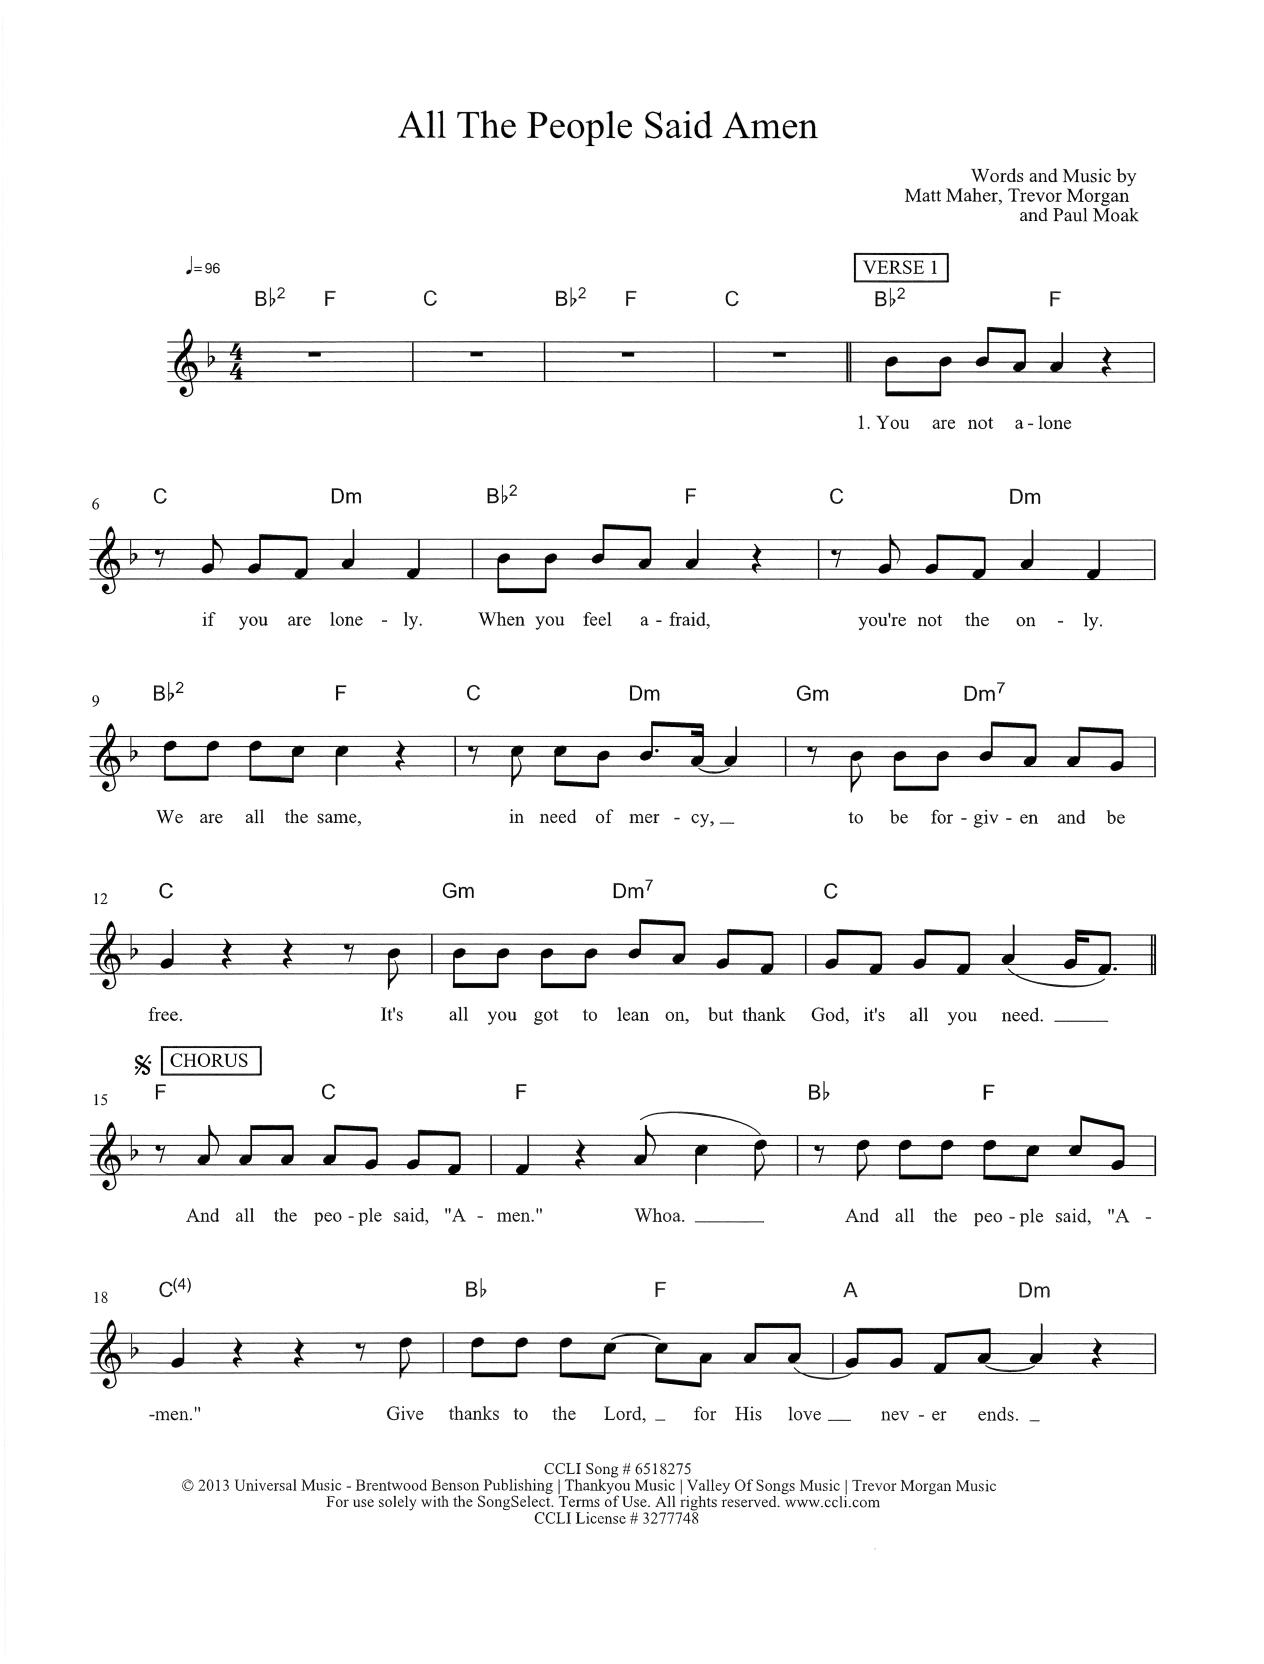 All The People Said Amen
Words and Music by
Matt Maher, Trevor Morgan
and Paul Moak
♩=96
VERSE 1
B♭2 F C B♭2 F C B♭2 F
4
4
1. You are not a - lone
6
C Dm B♭2 F C Dm
if you are lone - ly. When you feel a - fraid, you're not the on - ly.
9
B♭2 F C Dm Gm Dm7
We are all the same, in need of mer - cy, _ to be for - giv - en and be
12
C Gm Dm7 C
free. It's all you got to lean on, but thank God, it's all you need. ____
CHORUS
15
F C F B♭ F
And all the peo - ple said, "A - men." Whoa. ____ And all the peo - ple said, "A -
18
C(4) B♭ F A Dm
-men." Give thanks to the Lord, _ for His love __ nev - er ends. _
CCLI Song # 6518275
© 2013 Universal Music - Brentwood Benson Publishing | Thankyou Music | Valley Of Songs Music | Trevor Morgan Music
For use solely with the SongSelect. Terms of Use. All rights reserved. www.ccli.com
CCLI License # 3277748